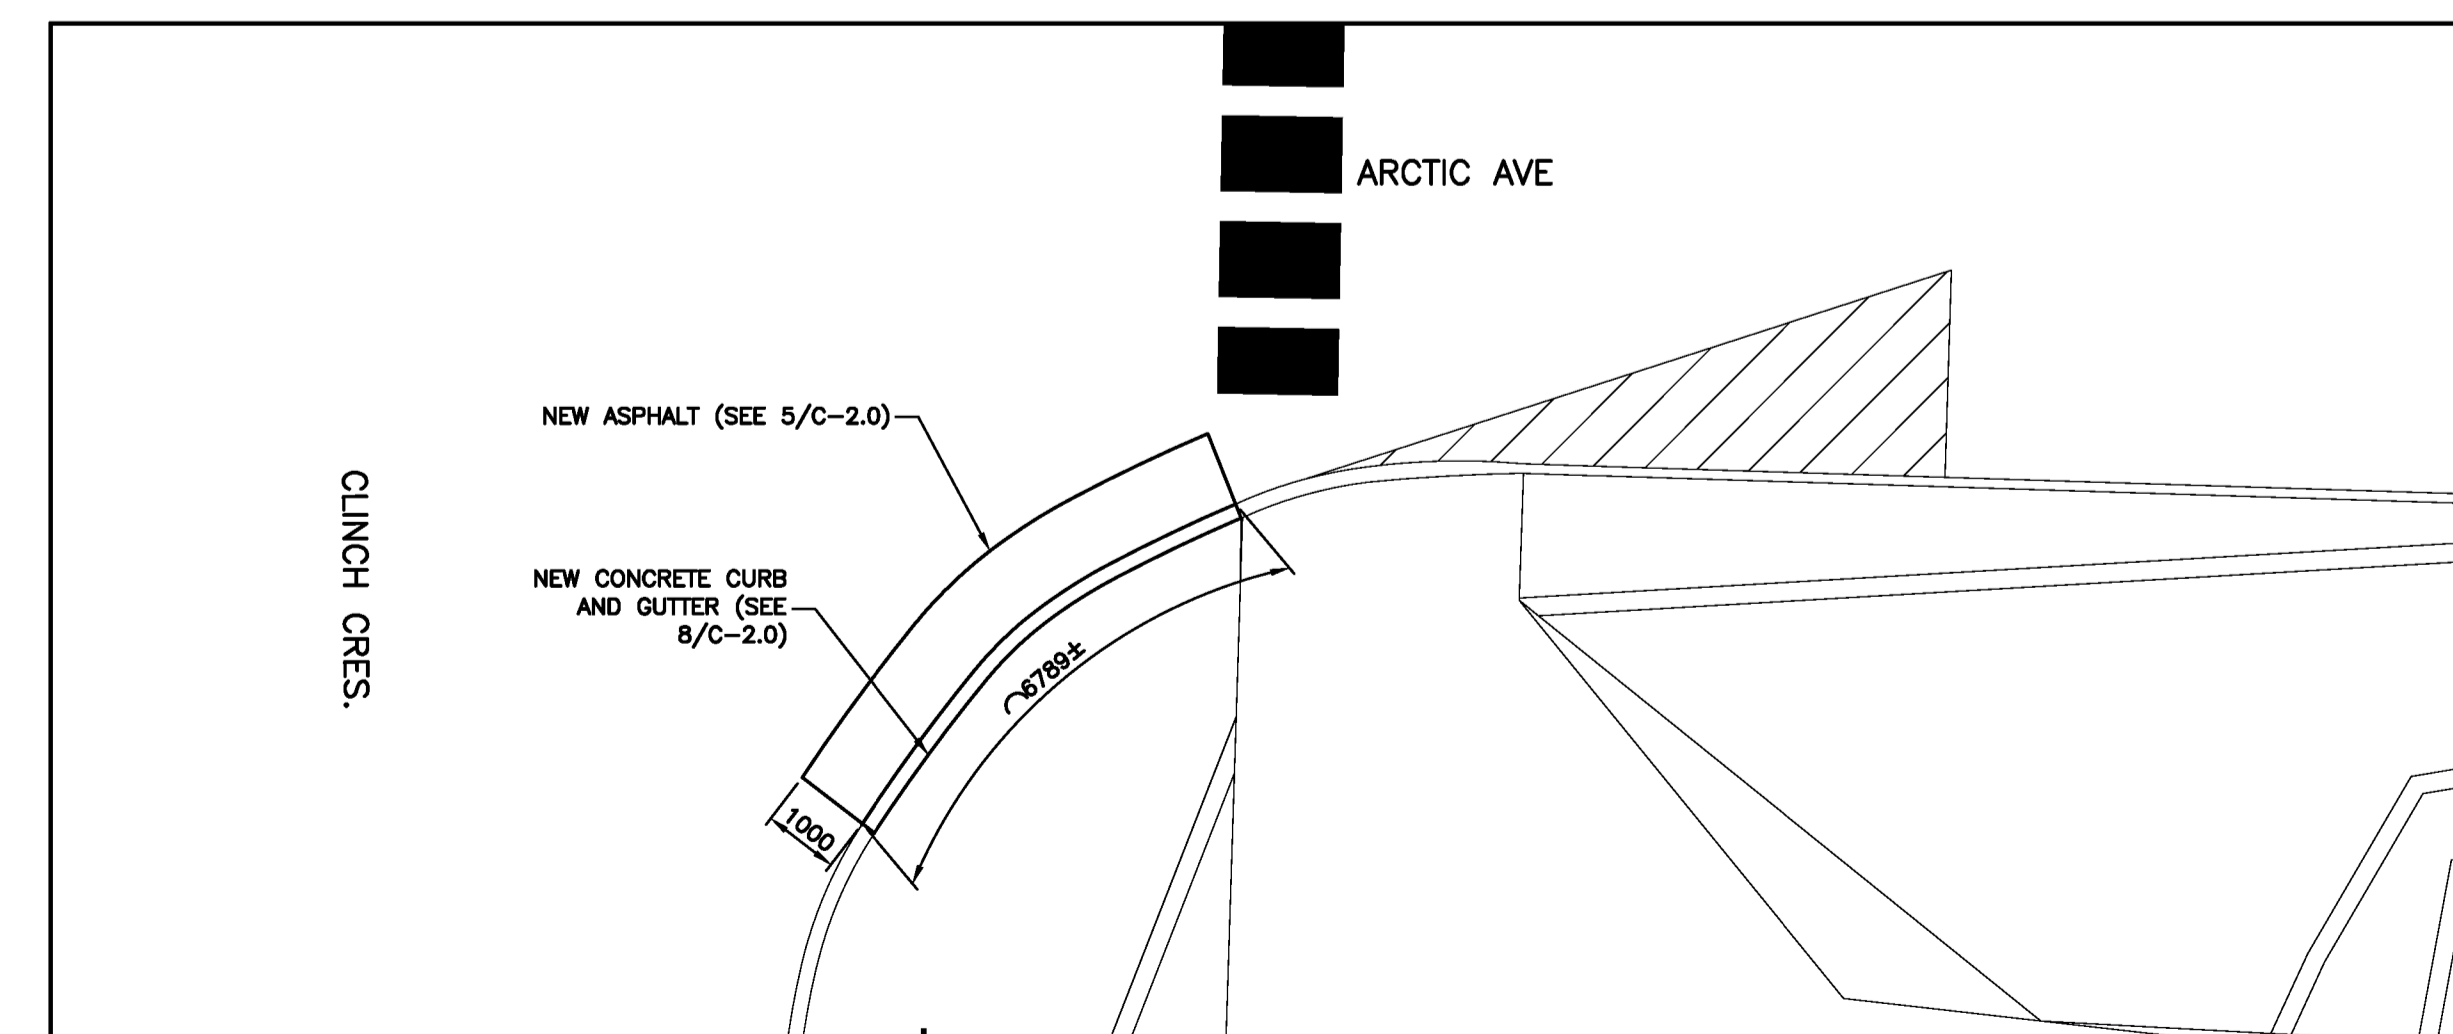 ARCTIC AVE
NEW ASPHALT (SEE 5/C-2.0)
CLINCH CRES.
NEW CONCRETE CURB
AND GUTTER (SEE
8/C-2.0)
⌒6789±
1000